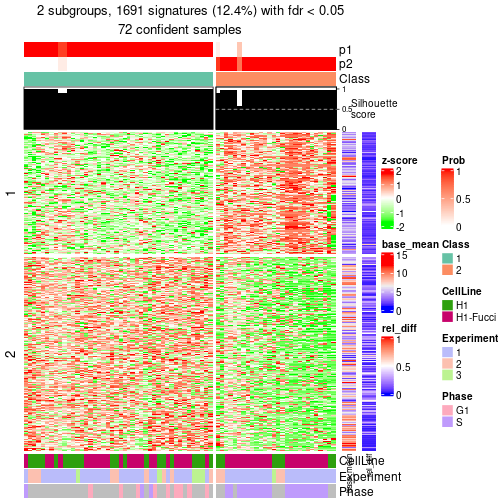 2 subgroups, 1691 signatures (12.4%) with fdr < 0.05
72 confident samples
p1
p2
Class
1
0.5
0
Silhouette
score
1
2
z-score
2
1
0
-1
-2
Prob
1
0.5
0
base_mean
15
10
5
0
Class
1
2
CellLine
H1
H1-Fucci
rel_diff
1
0.5
0
Experiment
1
2
3
Phase
G1
S
CellLine
Experiment
Phase